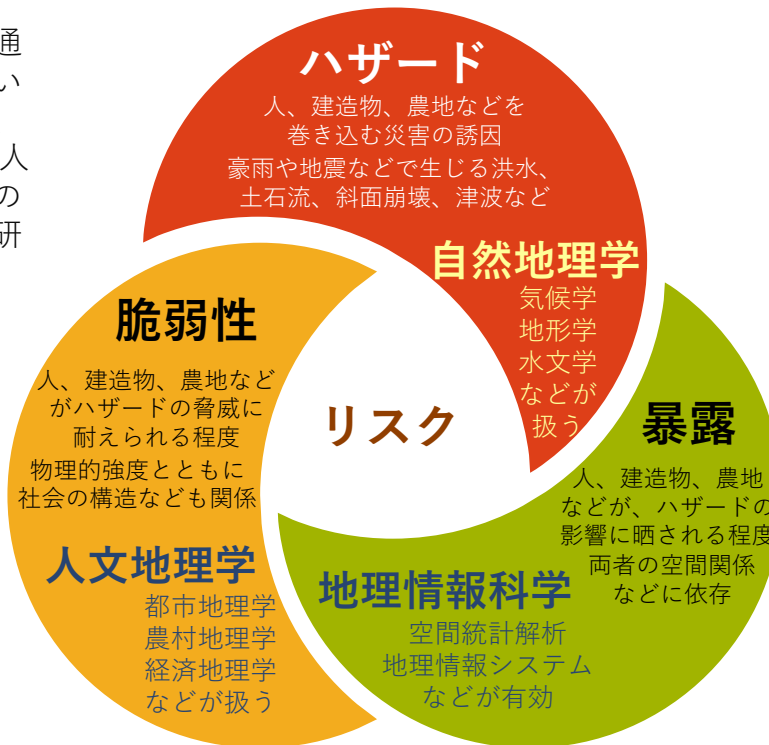 通
い
人
の
研
ハザード
人、建造物、農地などを
巻き込む災害の誘因
豪雨や地震などで生じる洪水、
土石流、斜面崩壊、津波など
自然地理学
気候学
地形学
水文学
などが
扱う
脆弱性
人、建造物、農地など
がハザードの脅威に
耐えられる程度
物理的強度とともに
社会の構造なども関係
人文地理学
都市地理学
農村地理学
経済地理学
などが扱う
リスク
暴露
人、建造物、農地
などが、ハザードの
影響に晒される程度
両者の空間関係
などに依存
地理情報科学
空間統計解析
地理情報システム
などが有効